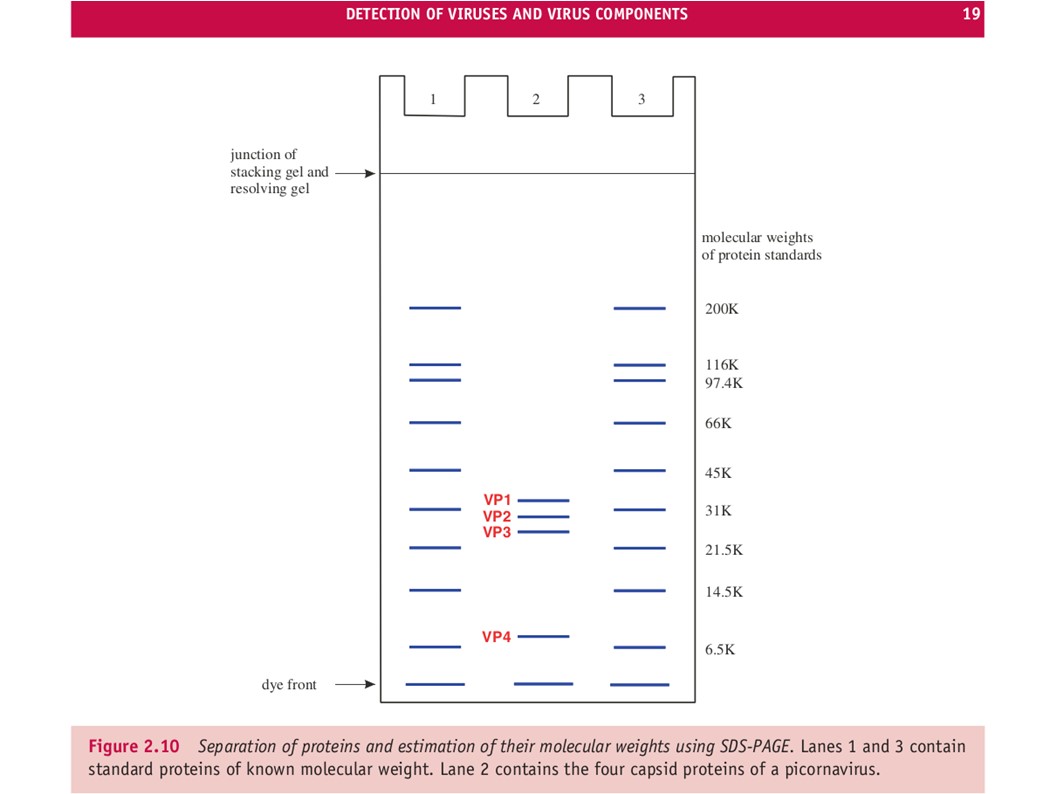 DETECTION OF VIRUSES AND VIRUS COMPONENTS 19
1 2 3
junction of
stacking gel and
resolving gel
molecular weights
of protein standards
200K
116K
97.4K
66K
45K
VP1
31K
VP2
VP3
21.5K
14.5K
VP4
6.5K
dye front
Figure 2.10 Separation of proteins and estimation of their molecular weights using SDS-PAGE. Lanes 1 and 3 contain
standard proteins of known molecular weight. Lane 2 contains the four capsid proteins of a picornavirus.